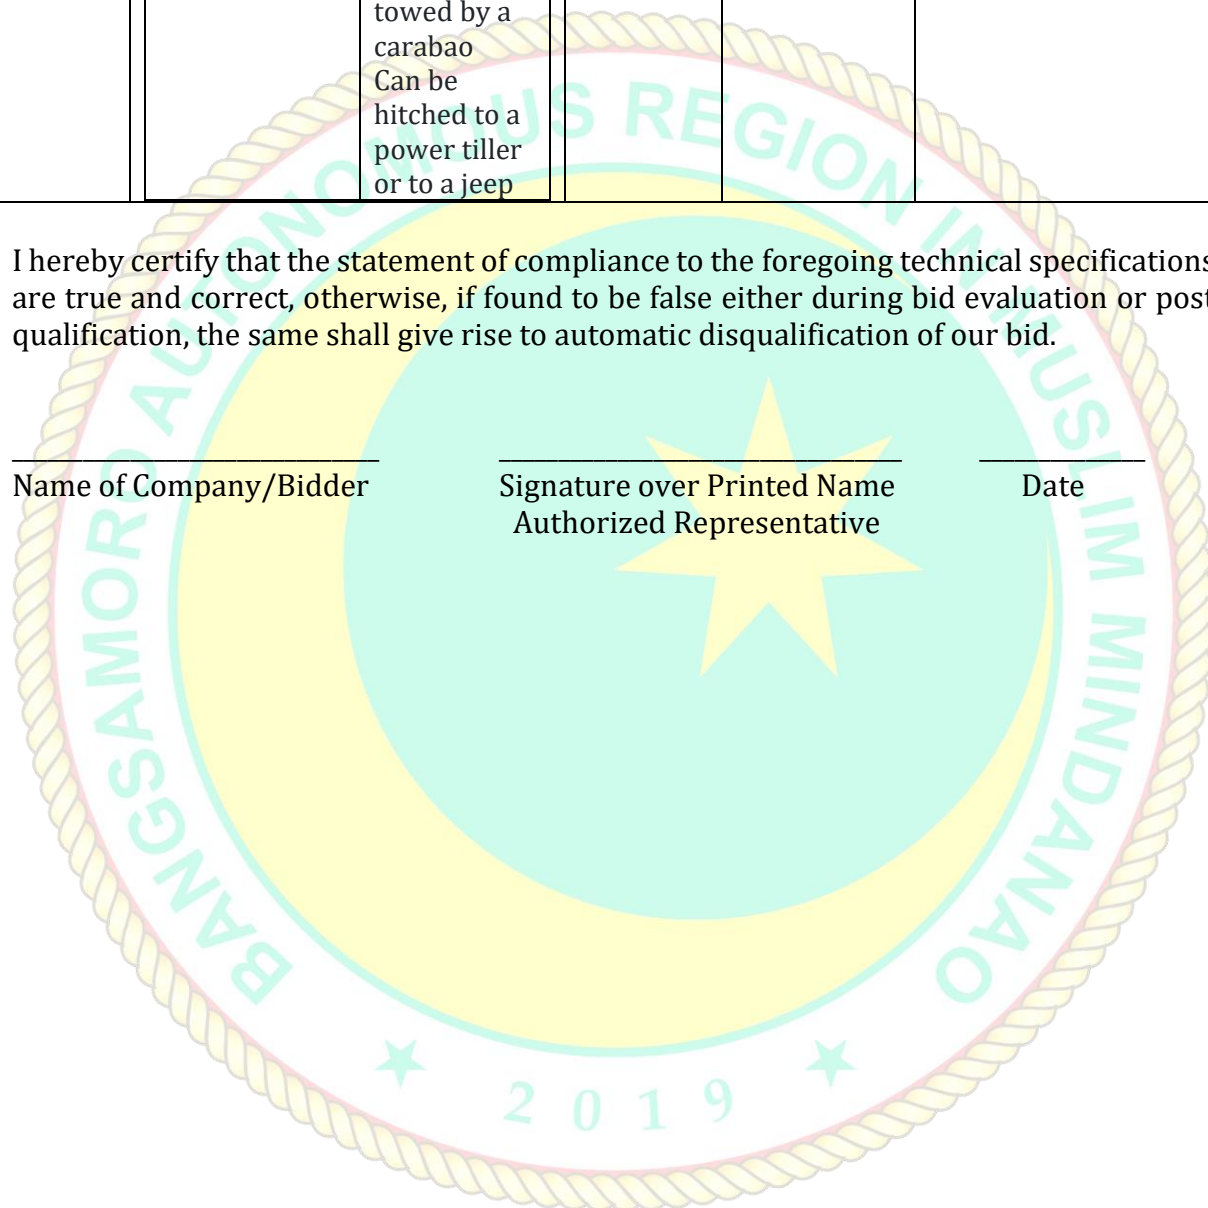 towed by a
carabao
Can be
hitched to a
power tiller
or to a jeep
I hereby certify that the statement of compliance to the foregoing technical specifications
are true and correct, otherwise, if found to be false either during bid evaluation or post
qualification, the same shall give rise to automatic disqualification of our bid.
_______________________________ __________________________________ ______________
Name of Company/Bidder Signature over Printed Name Date
Authorized Representative
BANGSAMORO AUTONOMOUS REGION IN MUSLIM MINDANAO
2019